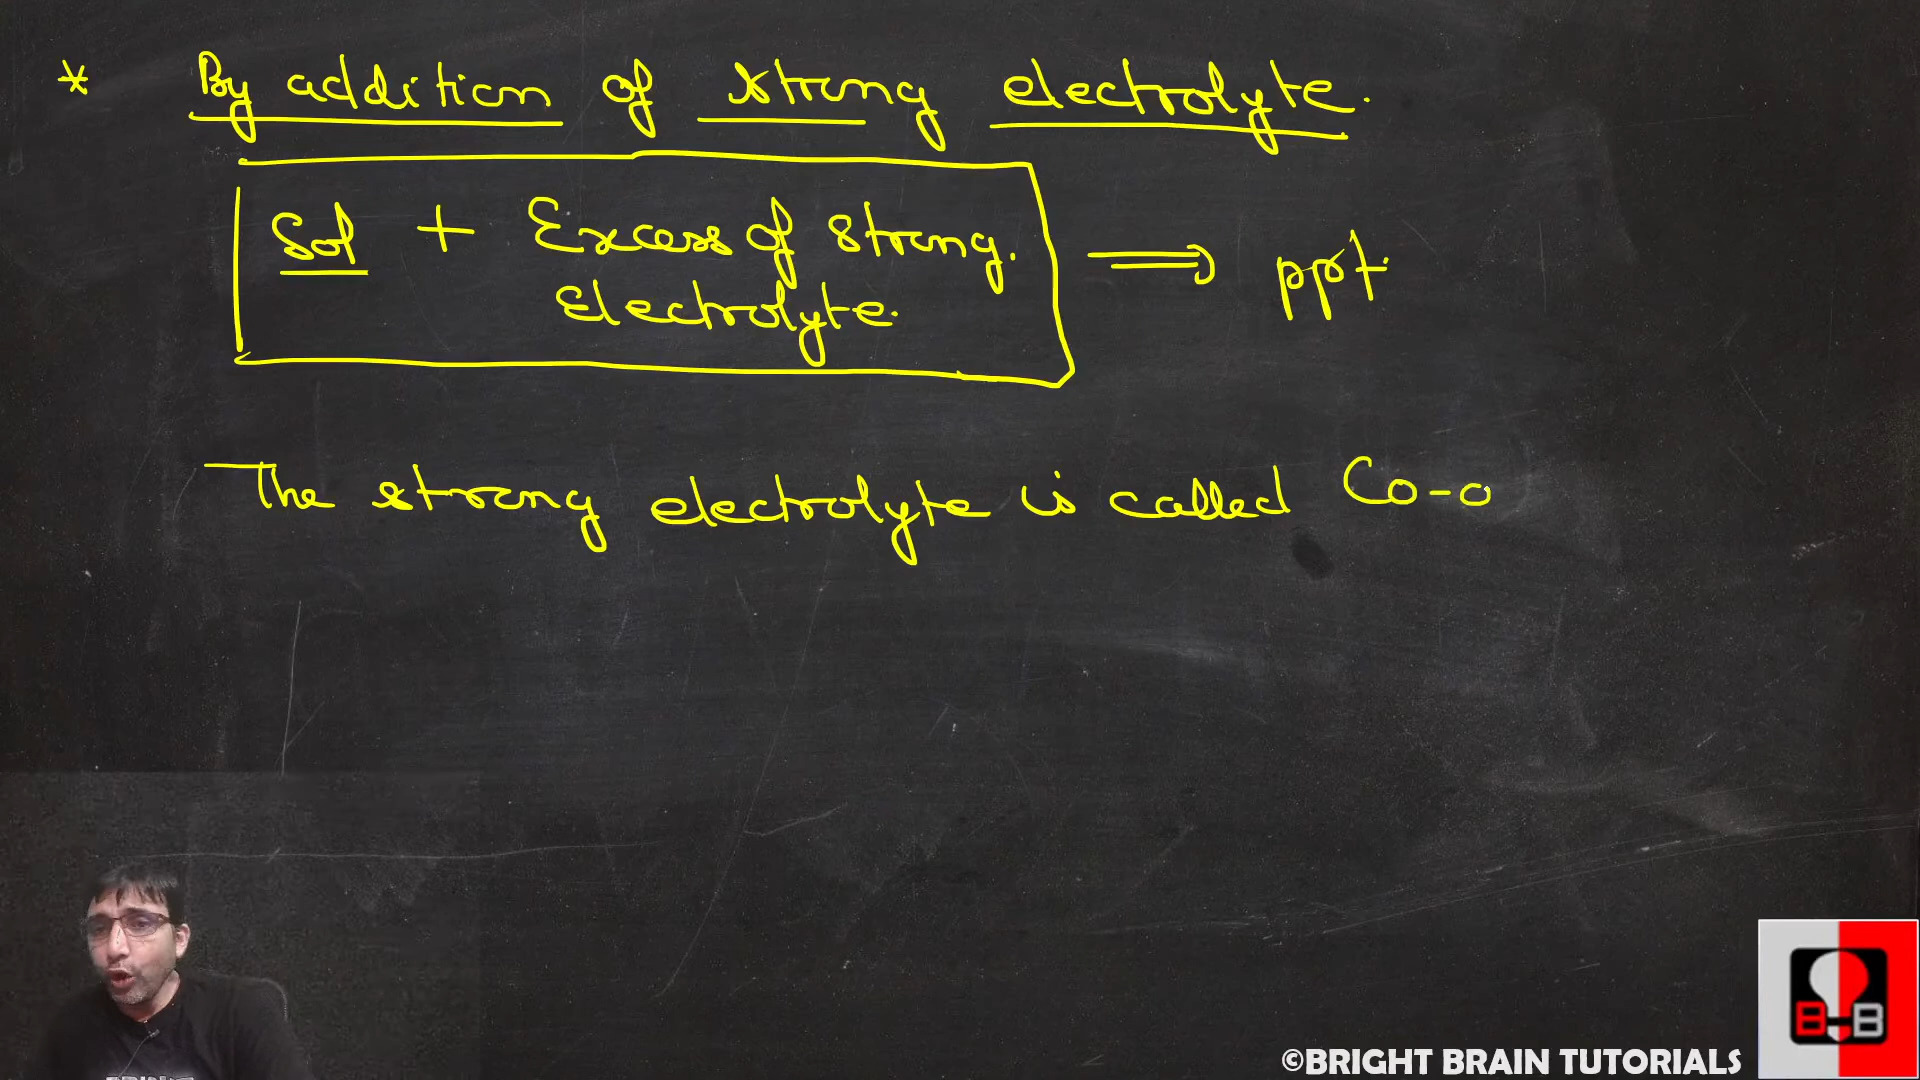 * By addition of strong electrolyte.
Sol + Excess of strong. ⟹ ppt.
Electrolyte.
The strong electrolyte is called Co-o
B-B
©BRIGHT BRAIN TUTORIALS